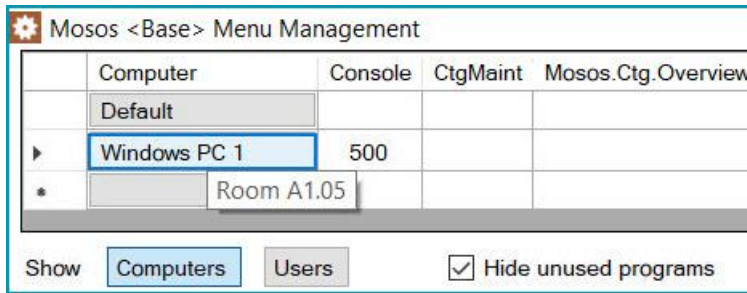 Mosos <Base> Menu Management
Computer Console CtgMaint Mosos.Ctg.Overview
Default
Windows PC 1 500
Room A1.05
Show Computers Users Hide unused programs